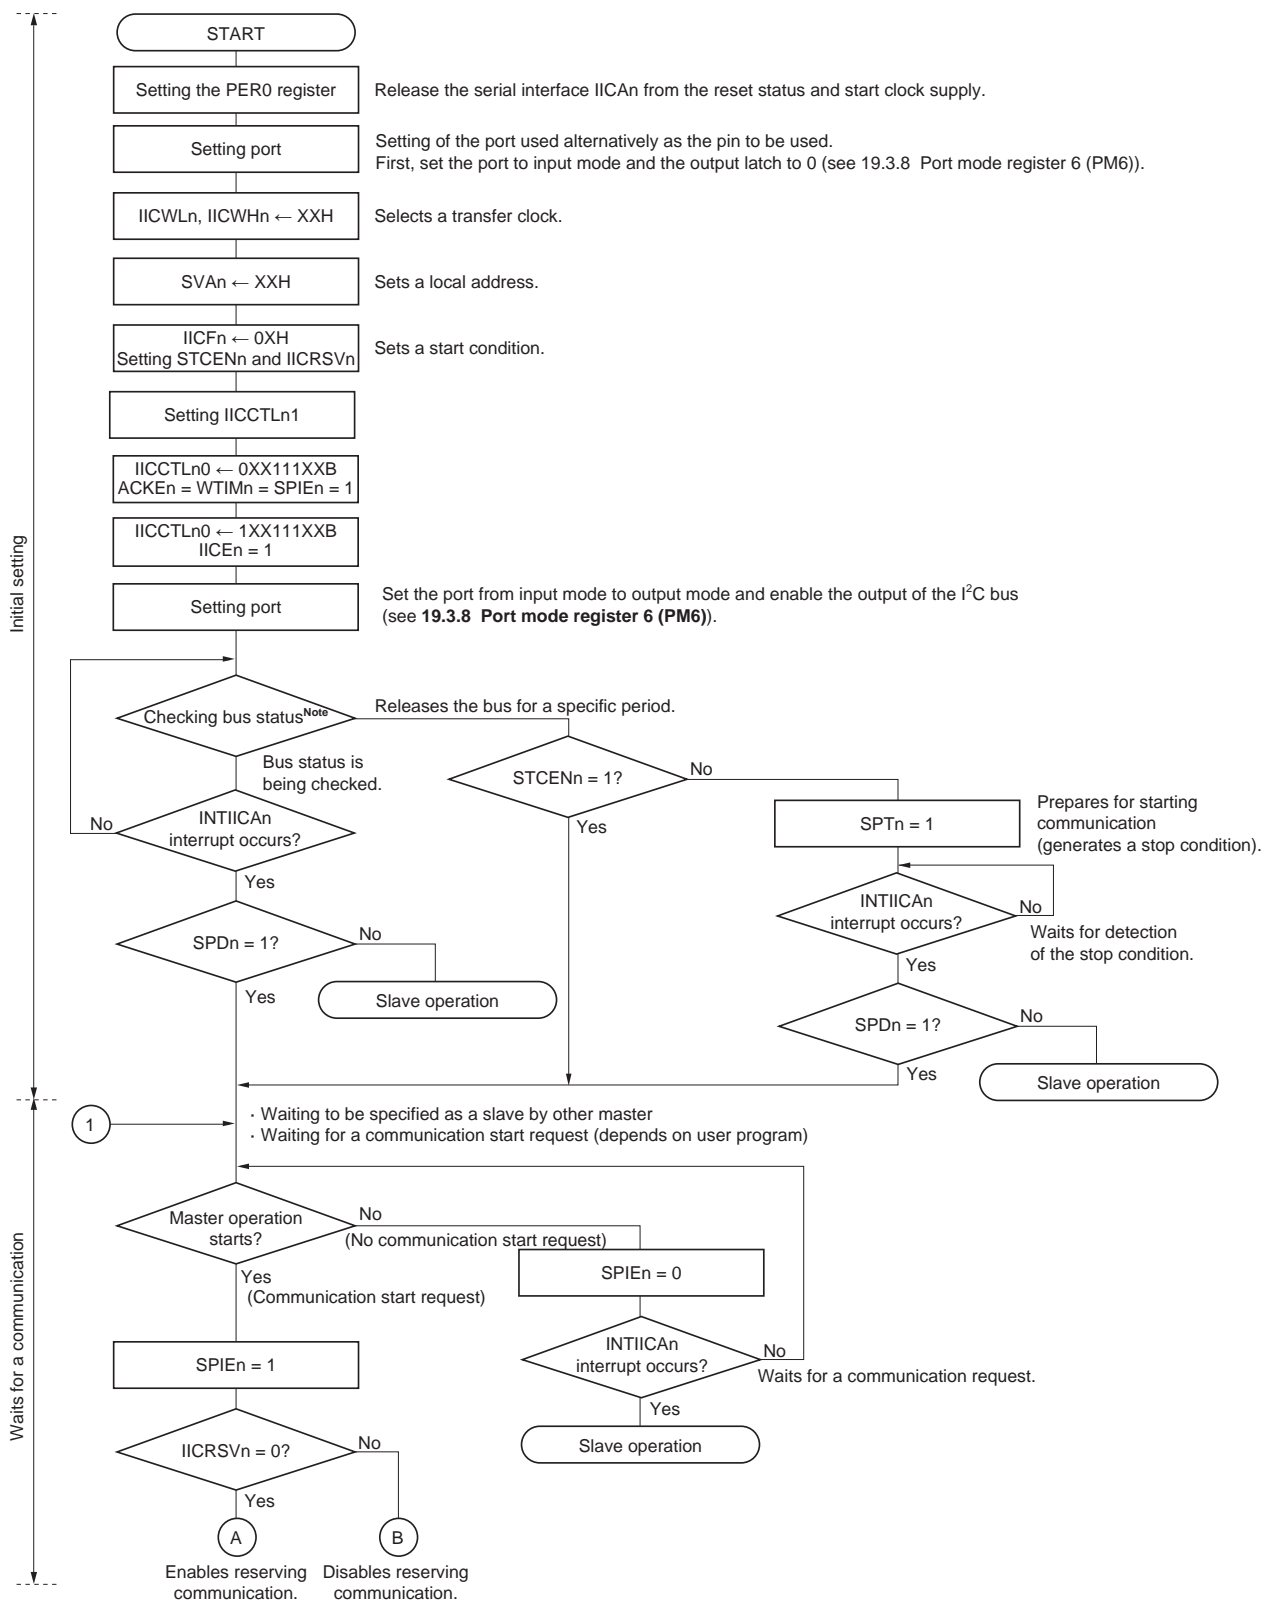 START
Setting the PER0 register
Release the serial interface IICAn from the reset status and start clock supply.
Setting port
Setting of the port used alternatively as the pin to be used.
First, set the port to input mode and the output latch to 0 (see 19.3.8 Port mode register 6 (PM6)).
IICWLn, IICWHn ← XXH
Selects a transfer clock.
SVAn ← XXH
Sets a local address.
IICFn ← 0XH
Setting STCENn and IICRSVn
Sets a start condition.
Setting IICCTLn1
IICCTLn0 ← 0XX111XXB
ACKEn = WTIMn = SPIEn = 1
IICCTLn0 ← 1XX111XXB
IICEn = 1
Initial setting
Setting port
Set the port from input mode to output mode and enable the output of the I²C bus
(see 19.3.8 Port mode register 6 (PM6)).
Checking bus status Note
Releases the bus for a specific period.
Bus status is
being checked.
STCENn = 1?
No
Yes
SPTn = 1
Prepares for starting
communication
(generates a stop condition).
INTIICAn
interrupt occurs?
No
Yes
INTIICAn
interrupt occurs?
No
Waits for detection
of the stop condition.
Yes
SPDn = 1?
No
Yes
Slave operation
SPDn = 1?
No
Yes
Slave operation
1
· Waiting to be specified as a slave by other master
· Waiting for a communication start request (depends on user program)
Waits for a communication
Master operation
starts?
No
(No communication start request)
Yes
(Communication start request)
SPIEn = 0
INTIICAn
interrupt occurs?
No
Waits for a communication request.
Yes
Slave operation
SPIEn = 1
IICRSVn = 0?
No
Yes
A
B
Enables reserving
communication.
Disables reserving
communication.